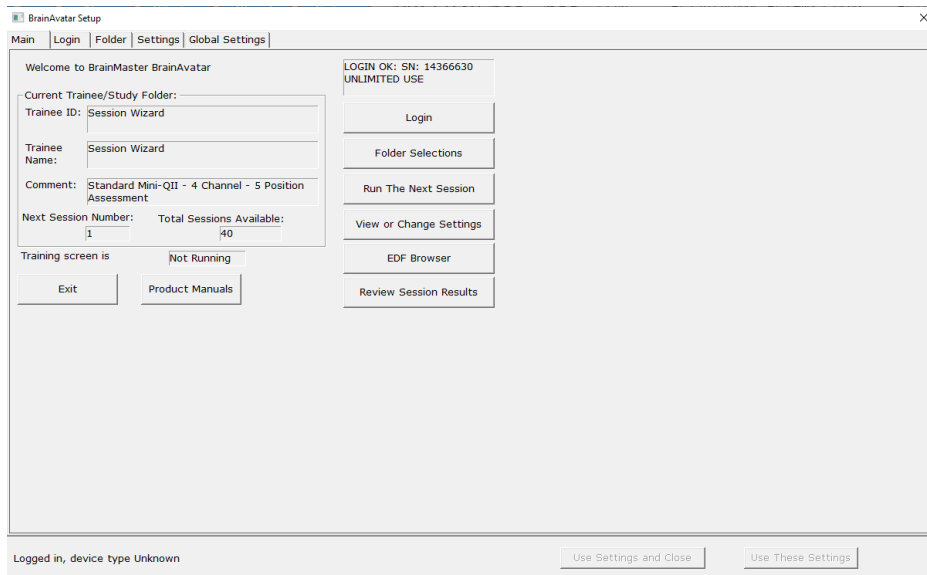 BrainAvatar Setup
Main
Login
Folder
Settings
Global Settings
Welcome to BrainMaster BrainAvatar
Current Trainee/Study Folder:
Trainee ID:
Session Wizard
Trainee
Name:
Session Wizard
Comment:
Standard Mini-QII - 4 Channel - 5 Position
Assessment
Next Session Number:
1
Total Sessions Available:
40
Training screen is
Not Running
Exit
Product Manuals
LOGIN OK: SN: 14366630
UNLIMITED USE
Login
Folder Selections
Run The Next Session
View or Change Settings
EDF Browser
Review Session Results
Logged in, device type Unknown
Use Settings and Close
Use These Settings